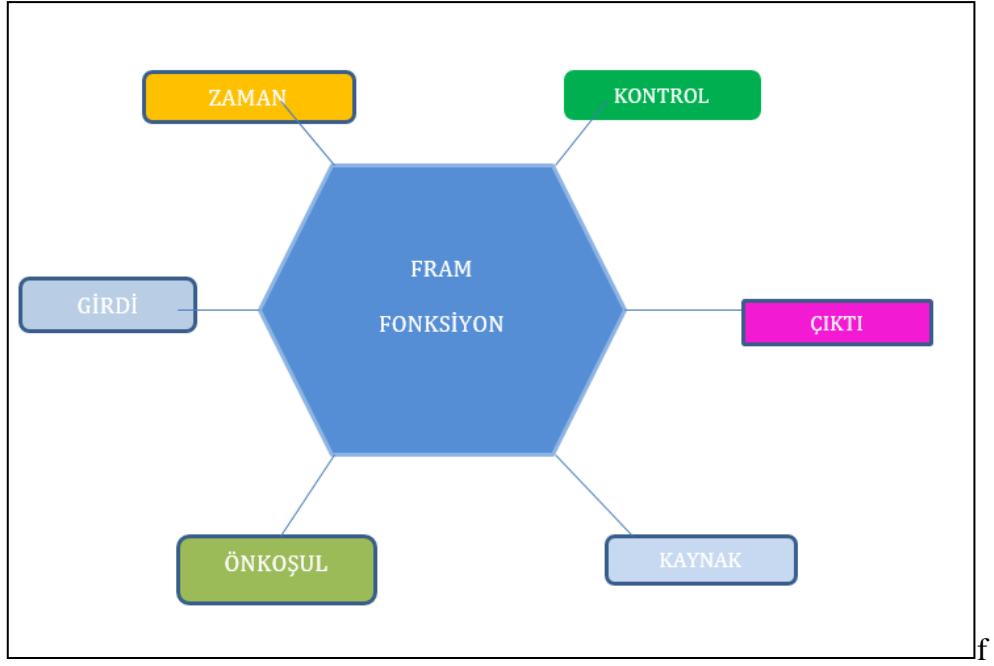 ZAMAN
KONTROL
FRAM
FONKSİYON
GİRDİ
ÇIKTI
ÖNKOŞUL
KAYNAK
f